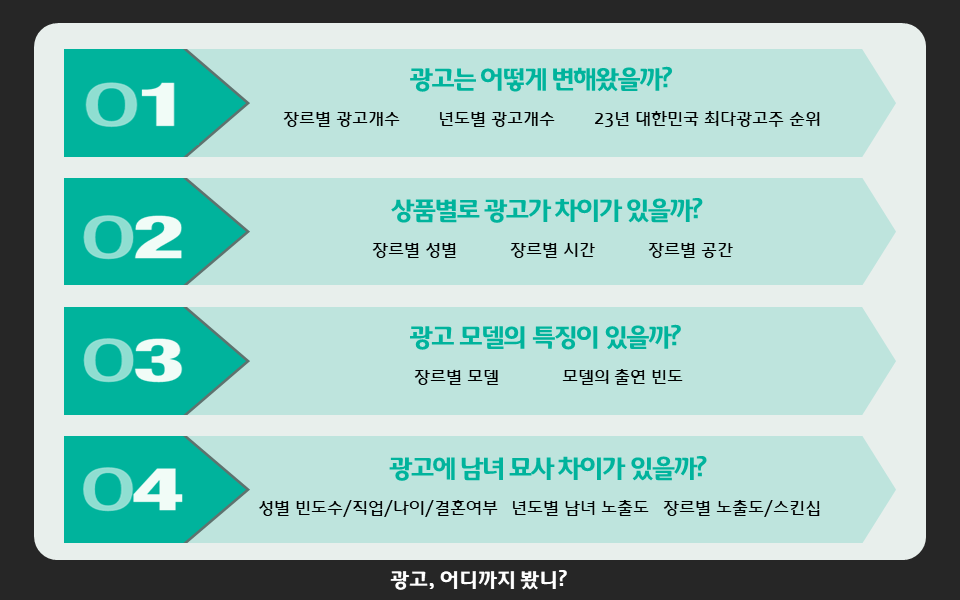 01
광고는 어떻게 변해왔을까?
장르별 광고개수 년도별 광고개수 23년 대한민국 최다광고주 순위
02
상품별로 광고가 차이가 있을까?
장르별 성별 장르별 시간 장르별 공간
03
광고 모델의 특징이 있을까?
장르별 모델 모델의 출연 빈도
04
광고에 남녀 묘사 차이가 있을까?
성별 빈도수/직업/나이/결혼여부 년도별 남녀 노출도 장르별 노출도/스킨십
광고, 어디까지 봤니?